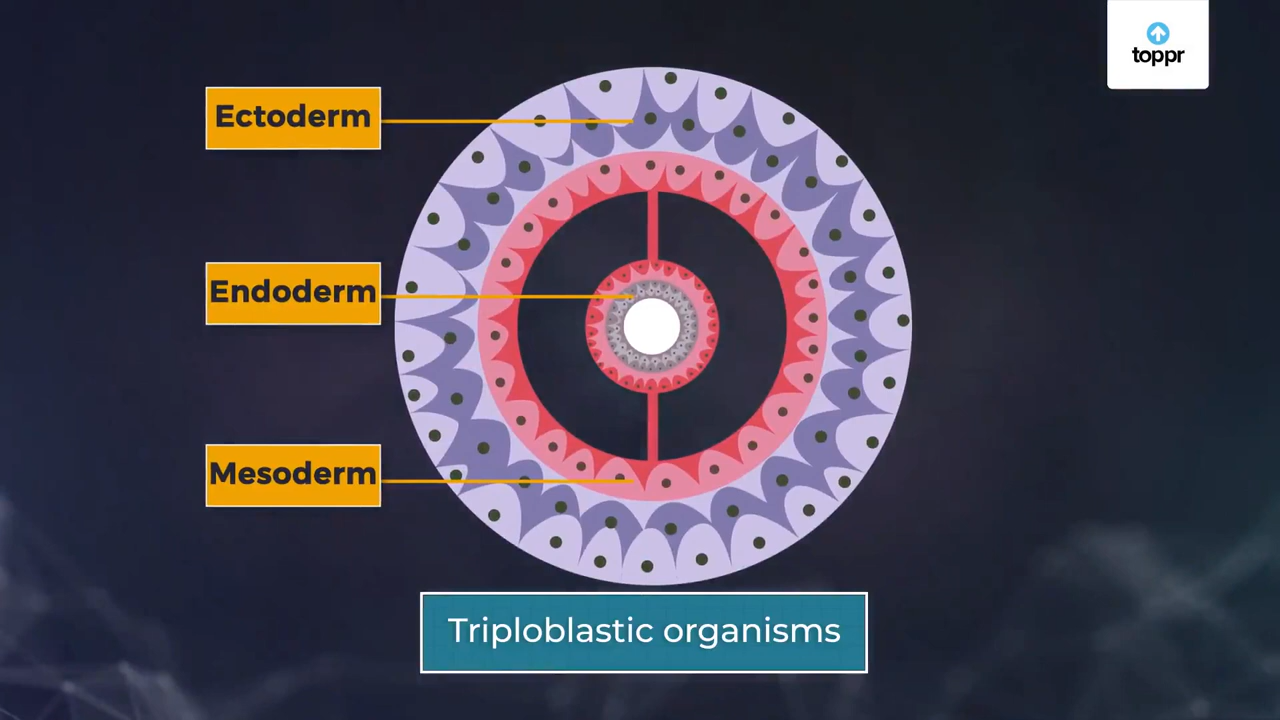 toppr
Ectoderm
Endoderm
Mesoderm
Triploblastic organisms